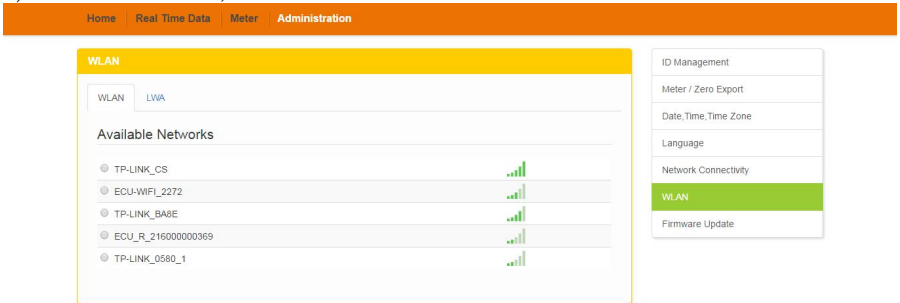 Home Real Time Data Meter Administration
WLAN
WLAN LWA
Available Networks
TP-LINK_CS
ECU-WIFI_2272
TP-LINK_BA8E
ECU_R_216000000369
TP-LINK_0580_1
ID Management
Meter / Zero Export
Date,Time,Time Zone
Language
Network Connectivity
WLAN
Firmware Update